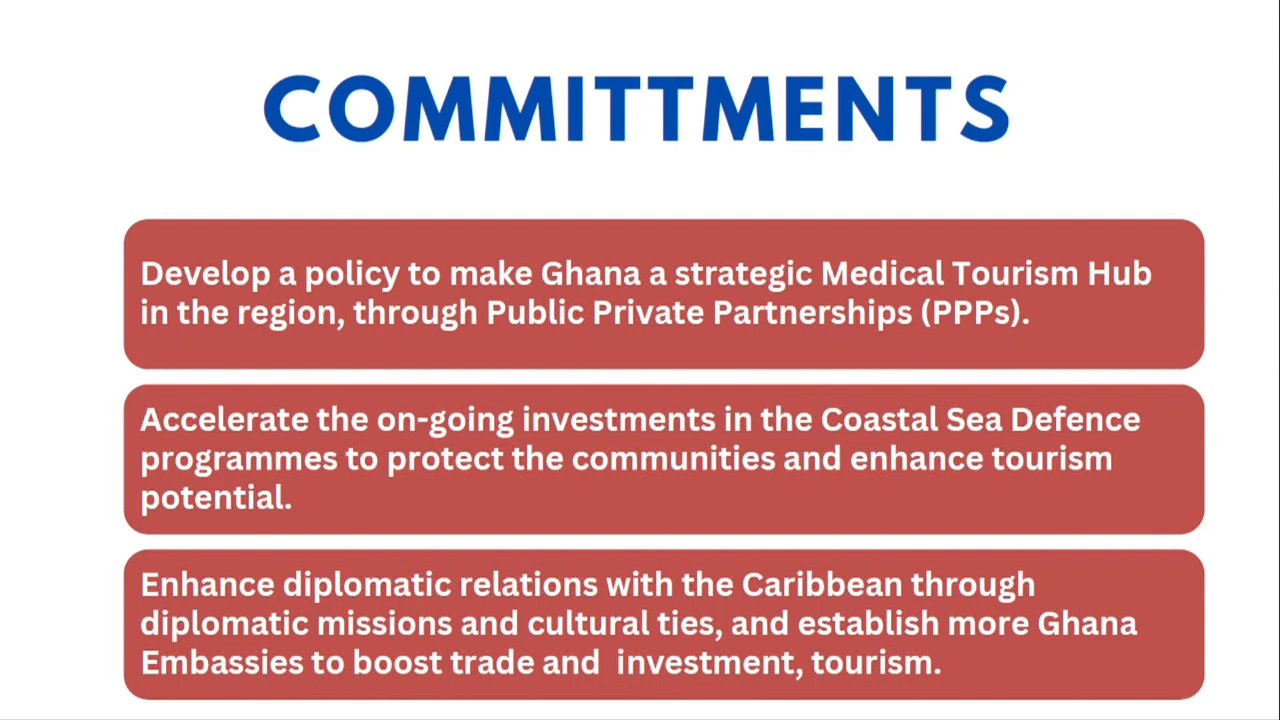 COMMITTMENTS
Develop a policy to make Ghana a strategic Medical Tourism Hub
in the region, through Public Private Partnerships (PPPs).
Accelerate the on-going investments in the Coastal Sea Defence
programmes to protect the communities and enhance tourism
potential.
Enhance diplomatic relations with the Caribbean through
diplomatic missions and cultural ties, and establish more Ghana
Embassies to boost trade and  investment, tourism.